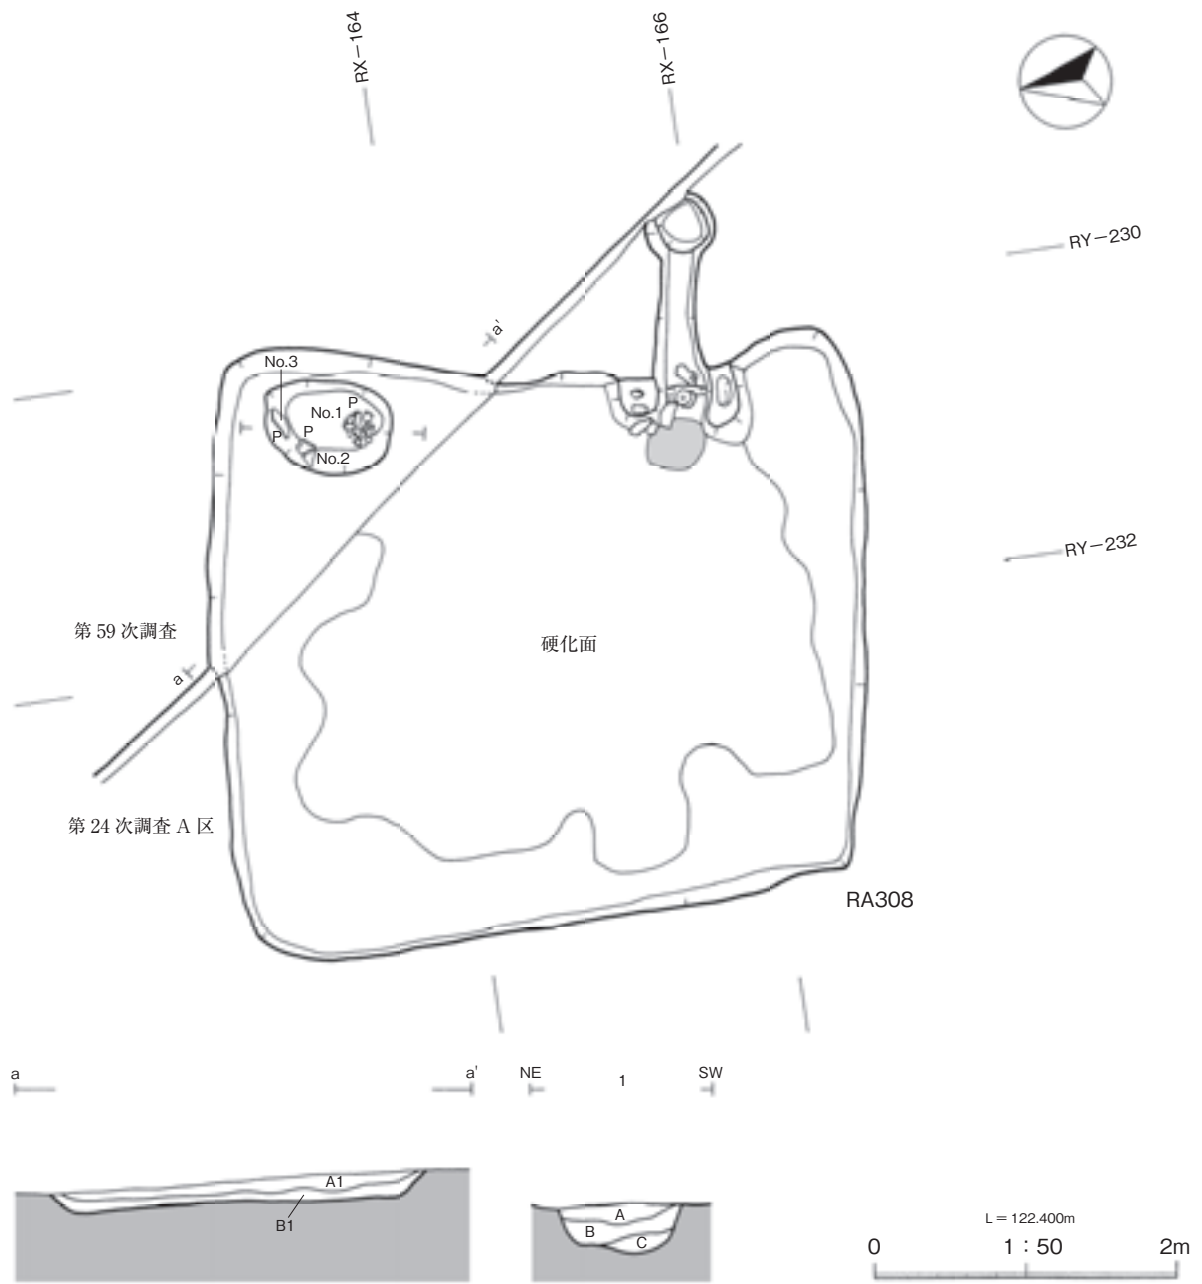 RX－164
RX－166
RY－230
a'
No.3
No.1
P
P
P
No.2
RY－232
第 59 次調査
硬化面
a
第 24 次調査 A 区
RA308
a
a'
NE
1
SW
A1
B1
A
B
C
L＝122.400m
0
1：50
2m